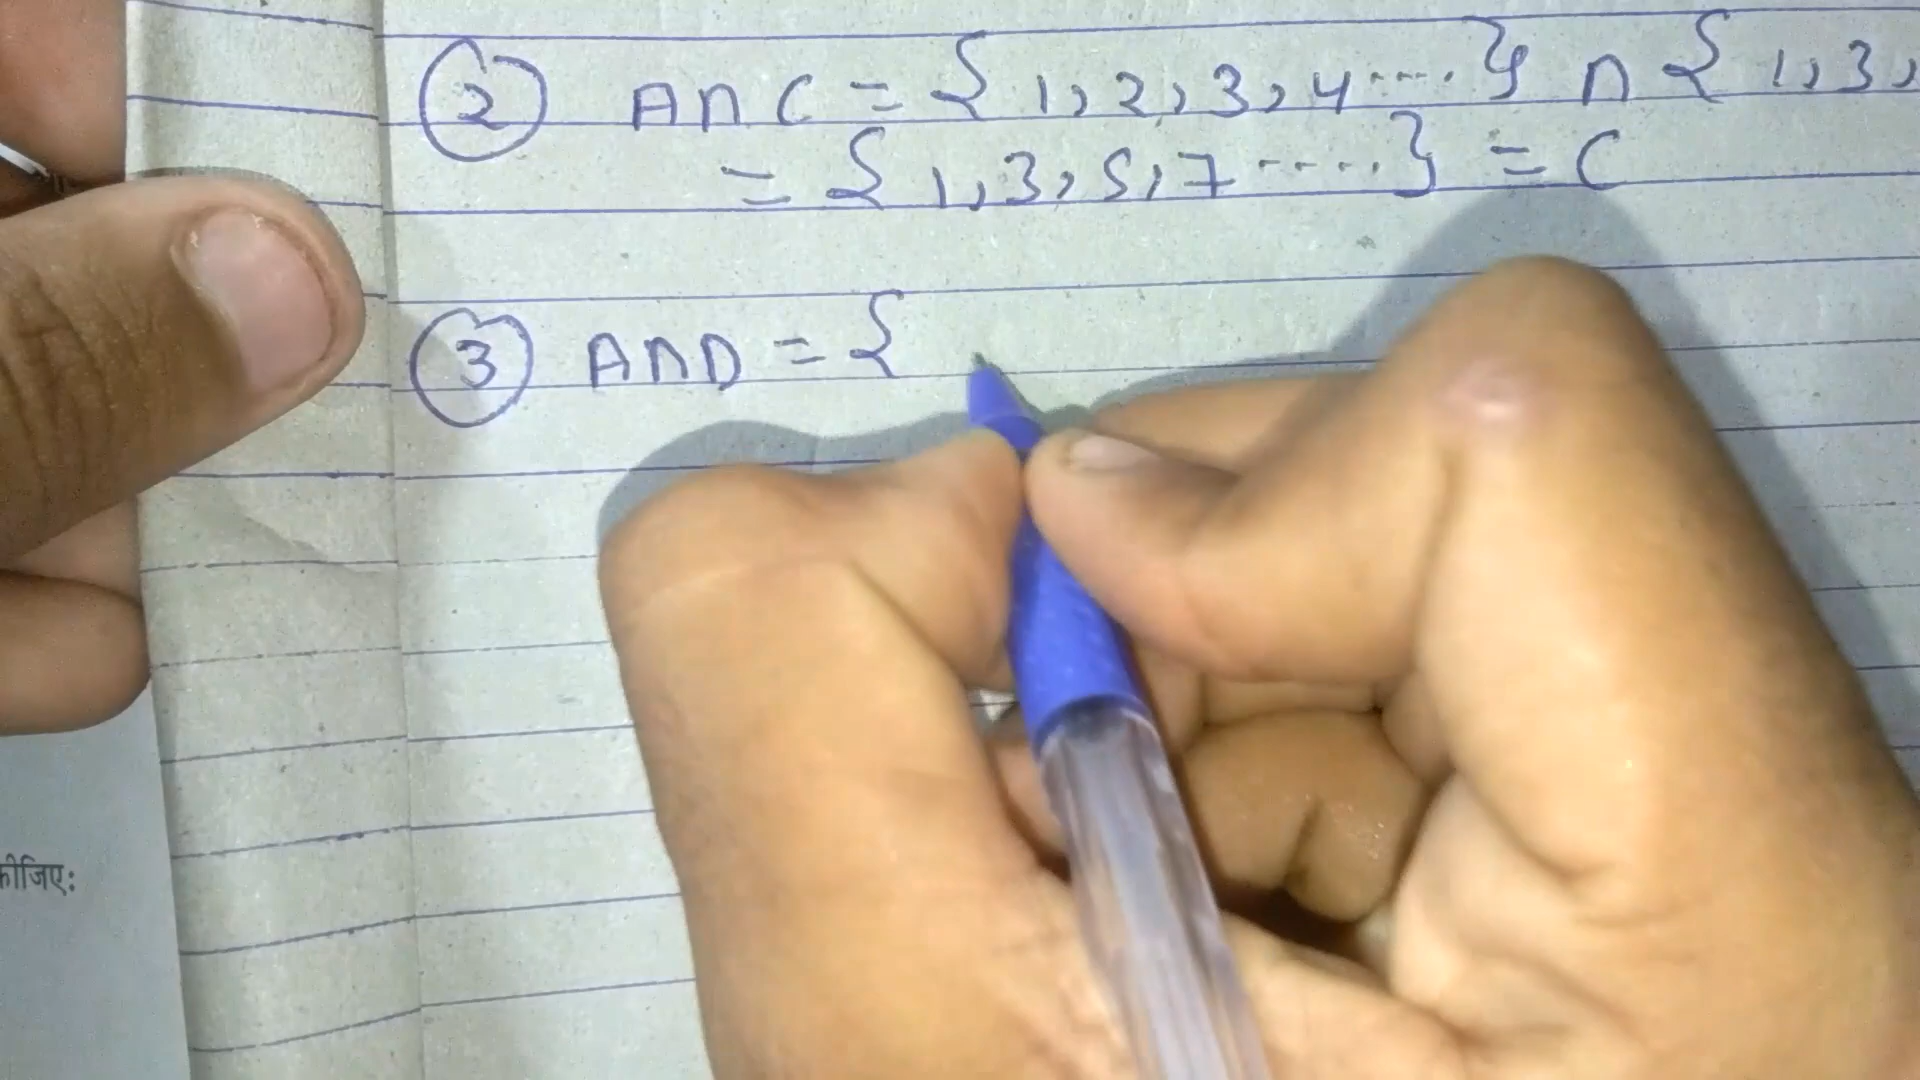 ② A∩C = {1,2,3,4....} ∩ {1,3,
= {1,3,5,7.....} = C
③ A∩D = {
कीजिए: